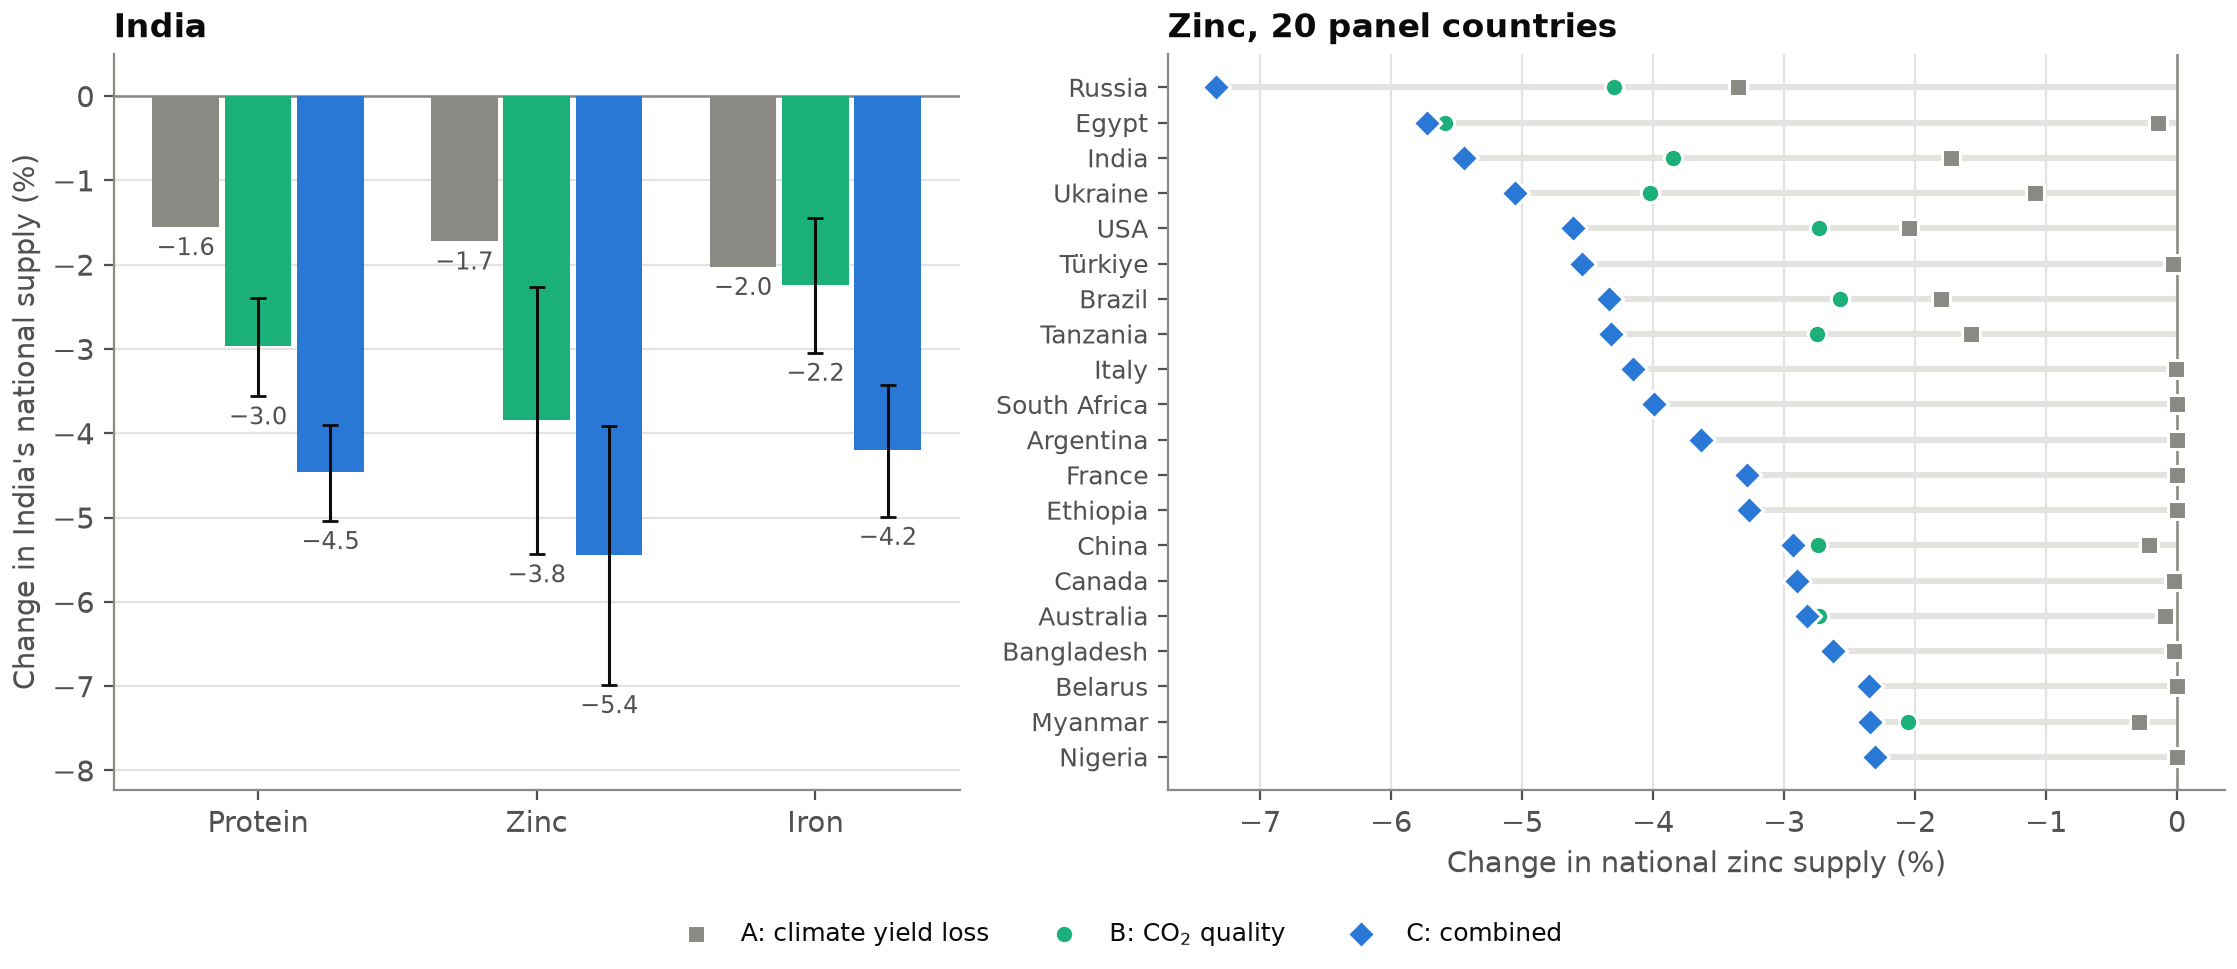 India
Change in India's national supply (%)
0
−1
−2
−3
−4
−5
−6
−7
−8
−1.6
−3.0
−4.5
−1.7
−3.8
−5.4
−2.0
−2.2
−4.2
Protein
Zinc
Iron
Zinc, 20 panel countries
Russia
Egypt
India
Ukraine
USA
Türkiye
Brazil
Tanzania
Italy
South Africa
Argentina
France
Ethiopia
China
Canada
Australia
Bangladesh
Belarus
Myanmar
Nigeria
−7 −6 −5 −4 −3 −2 −1 0
Change in national zinc supply (%)
A: climate yield loss B: CO₂ quality C: combined